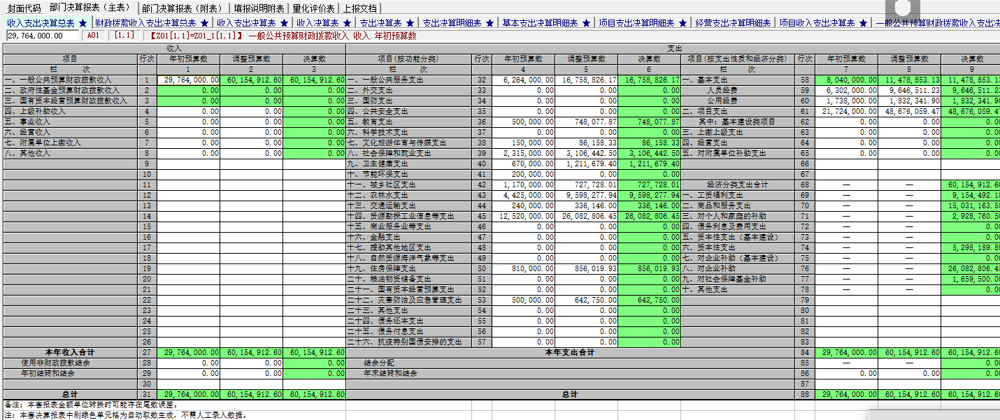 封面代码 部门决算报表（主表） 部门决算报表（附表） 填报说明附表 量化评价表 上报文档
收入支出决算总表 ★ 财政拨款收入支出决算总表 ★ 收入支出决算表 ★ 收入决算表 ★ 支出决算表 ★ 支出决算明细表 ★ 基本支出决算明细表 ★ 项目支出决算明细表 ★ 经营支出决算明细表 项目收入支出决算表 ★ 一般公共预算财政拨款收入支出决
29,764,000.00 A01 [1,1] 【Z01[1,1]=Z01_1[1,1]】 一般公共预算财政拨款收入 收入.年初预算数
收入 支出
项目 行次 年初预算数 调整预算数 决算数 项目(按功能分类) 行次 年初预算数 调整预算数 决算数 项目(按支出性质和经济分类) 行次 年初预算数 调整预算数 决算数
栏 次 1 2 3 栏 次 4 5 6 栏 次 7 8 9
一、一般公共预算财政拨款收入 1 29,764,000.00 60,154,912.60 60,154,912.60 一、一般公共服务支出 32 6,264,000.00 16,758,826.17 16,758,826.17 一、基本支出 58 8,040,000.00 11,478,853.13 11,478,853.13
二、政府性基金预算财政拨款收入 2 0.00 0.00 0.00 二、外交支出 33 0.00 0.00 0.00 人员经费 59 6,302,000.00 9,646,511.23 9,646,511.2
三、国有资本经营预算财政拨款收入 3 0.00 0.00 0.00 三、国防支出 34 0.00 0.00 0.00 公用经费 60 1,738,000.00 1,832,341.90 1,832,341.9
四、上级补助收入 4 0.00 0.00 0.00 四、公共安全支出 35 0.00 0.00 0.00 二、项目支出 61 21,724,000.00 48,676,059.47 48,676,059.4
五、事业收入 5 0.00 0.00 0.00 五、教育支出 36 500,000.00 748,077.87 748,077.87 其中：基本建设类项目 62 0.00 0.00 0.0
六、经营收入 6 0.00 0.00 0.00 六、科学技术支出 37 0.00 0.00 0.00 三、上缴上级支出 63 0.00 0.00 0.0
七、附属单位上缴收入 7 0.00 0.00 0.00 七、文化旅游体育与传媒支出 38 150,000.00 86,158.33 86,158.33 四、经营支出 64 0.00 0.00 0.0
八、其他收入 8 0.00 0.00 0.00 八、社会保障和就业支出 39 2,315,000.00 3,106,442.50 3,106,442.50 五、对附属单位补助支出 65 0.00 0.00 0.0
9 九、卫生健康支出 40 670,000.00 1,211,679.40 1,211,679.40 66
10 十、节能环保支出 41 200,000.00 0.00 0.00 67
11 十一、城乡社区支出 42 1,170,000.00 727,728.01 727,728.01 经济分类支出合计 68 — — 60,154,912.6
12 十二、农林水支出 43 4,425,000.00 9,598,277.94 9,598,277.94 一、工资福利支出 69 — — 9,154,492.1
13 十三、交通运输支出 44 240,000.00 336,146.00 336,146.00 二、商品和服务支出 70 — — 15,031,163.5
14 十四、资源勘探工业信息等支出 45 12,520,000.00 26,082,806.45 26,082,806.45 三、对个人和家庭的补助 71 — — 2,928,760.5
15 十五、商业服务业等支出 46 0.00 0.00 0.00 四、债务利息及费用支出 72 — — 0.0
16 十六、金融支出 47 0.00 0.00 0.00 五、资本性支出（基本建设） 73 — — 0.0
17 十七、援助其他地区支出 48 0.00 0.00 0.00 六、资本性支出 74 — — 5,298,189.8
18 十八、自然资源海洋气象等支出 49 0.00 0.00 0.00 七、对企业补助（基本建设） 75 — — 0.0
19 十九、住房保障支出 50 810,000.00 856,019.93 856,019.93 八、对企业补助 76 — — 26,082,806.4
20 二十、粮油物资储备支出 51 0.00 0.00 0.00 九、对社会保障基金补助 77 — — 1,659,500.0
21 二十一、国有资本经营预算支出 52 0.00 0.00 0.00 十、其他支出 78 — — 0.0
22 二十二、灾害防治及应急管理支出 53 500,000.00 642,750.00 642,750.00 79
23 二十三、其他支出 54 0.00 0.00 0.00 80
24 二十四、债务还本支出 55 0.00 0.00 0.00 81
25 二十五、债务付息支出 56 0.00 0.00 0.00 82
26 二十六、抗疫特别国债安排的支出 57 0.00 0.00 0.00 83
本年收入合计 27 29,764,000.00 60,154,912.60 60,154,912.60 本年支出合计 84 29,764,000.00 60,154,912.60 60,154,912.6
使用非财政拨款结余 28 0.00 0.00 0.00 结余分配 85 — — 0.0
年初结转和结余 29 0.00 0.00 0.00 年末结转和结余 86 0.00 0.00 0.0
30 87
总计 31 29,764,000.00 60,154,912.60 60,154,912.60 总计 88 29,764,000.00 60,154,912.60 60,154,912.6
备注：本套报表金额单位转换时可能存在尾数误差。
注：本套决算报表中刷绿色单元格为自动取数生成，不需人工录入数据。